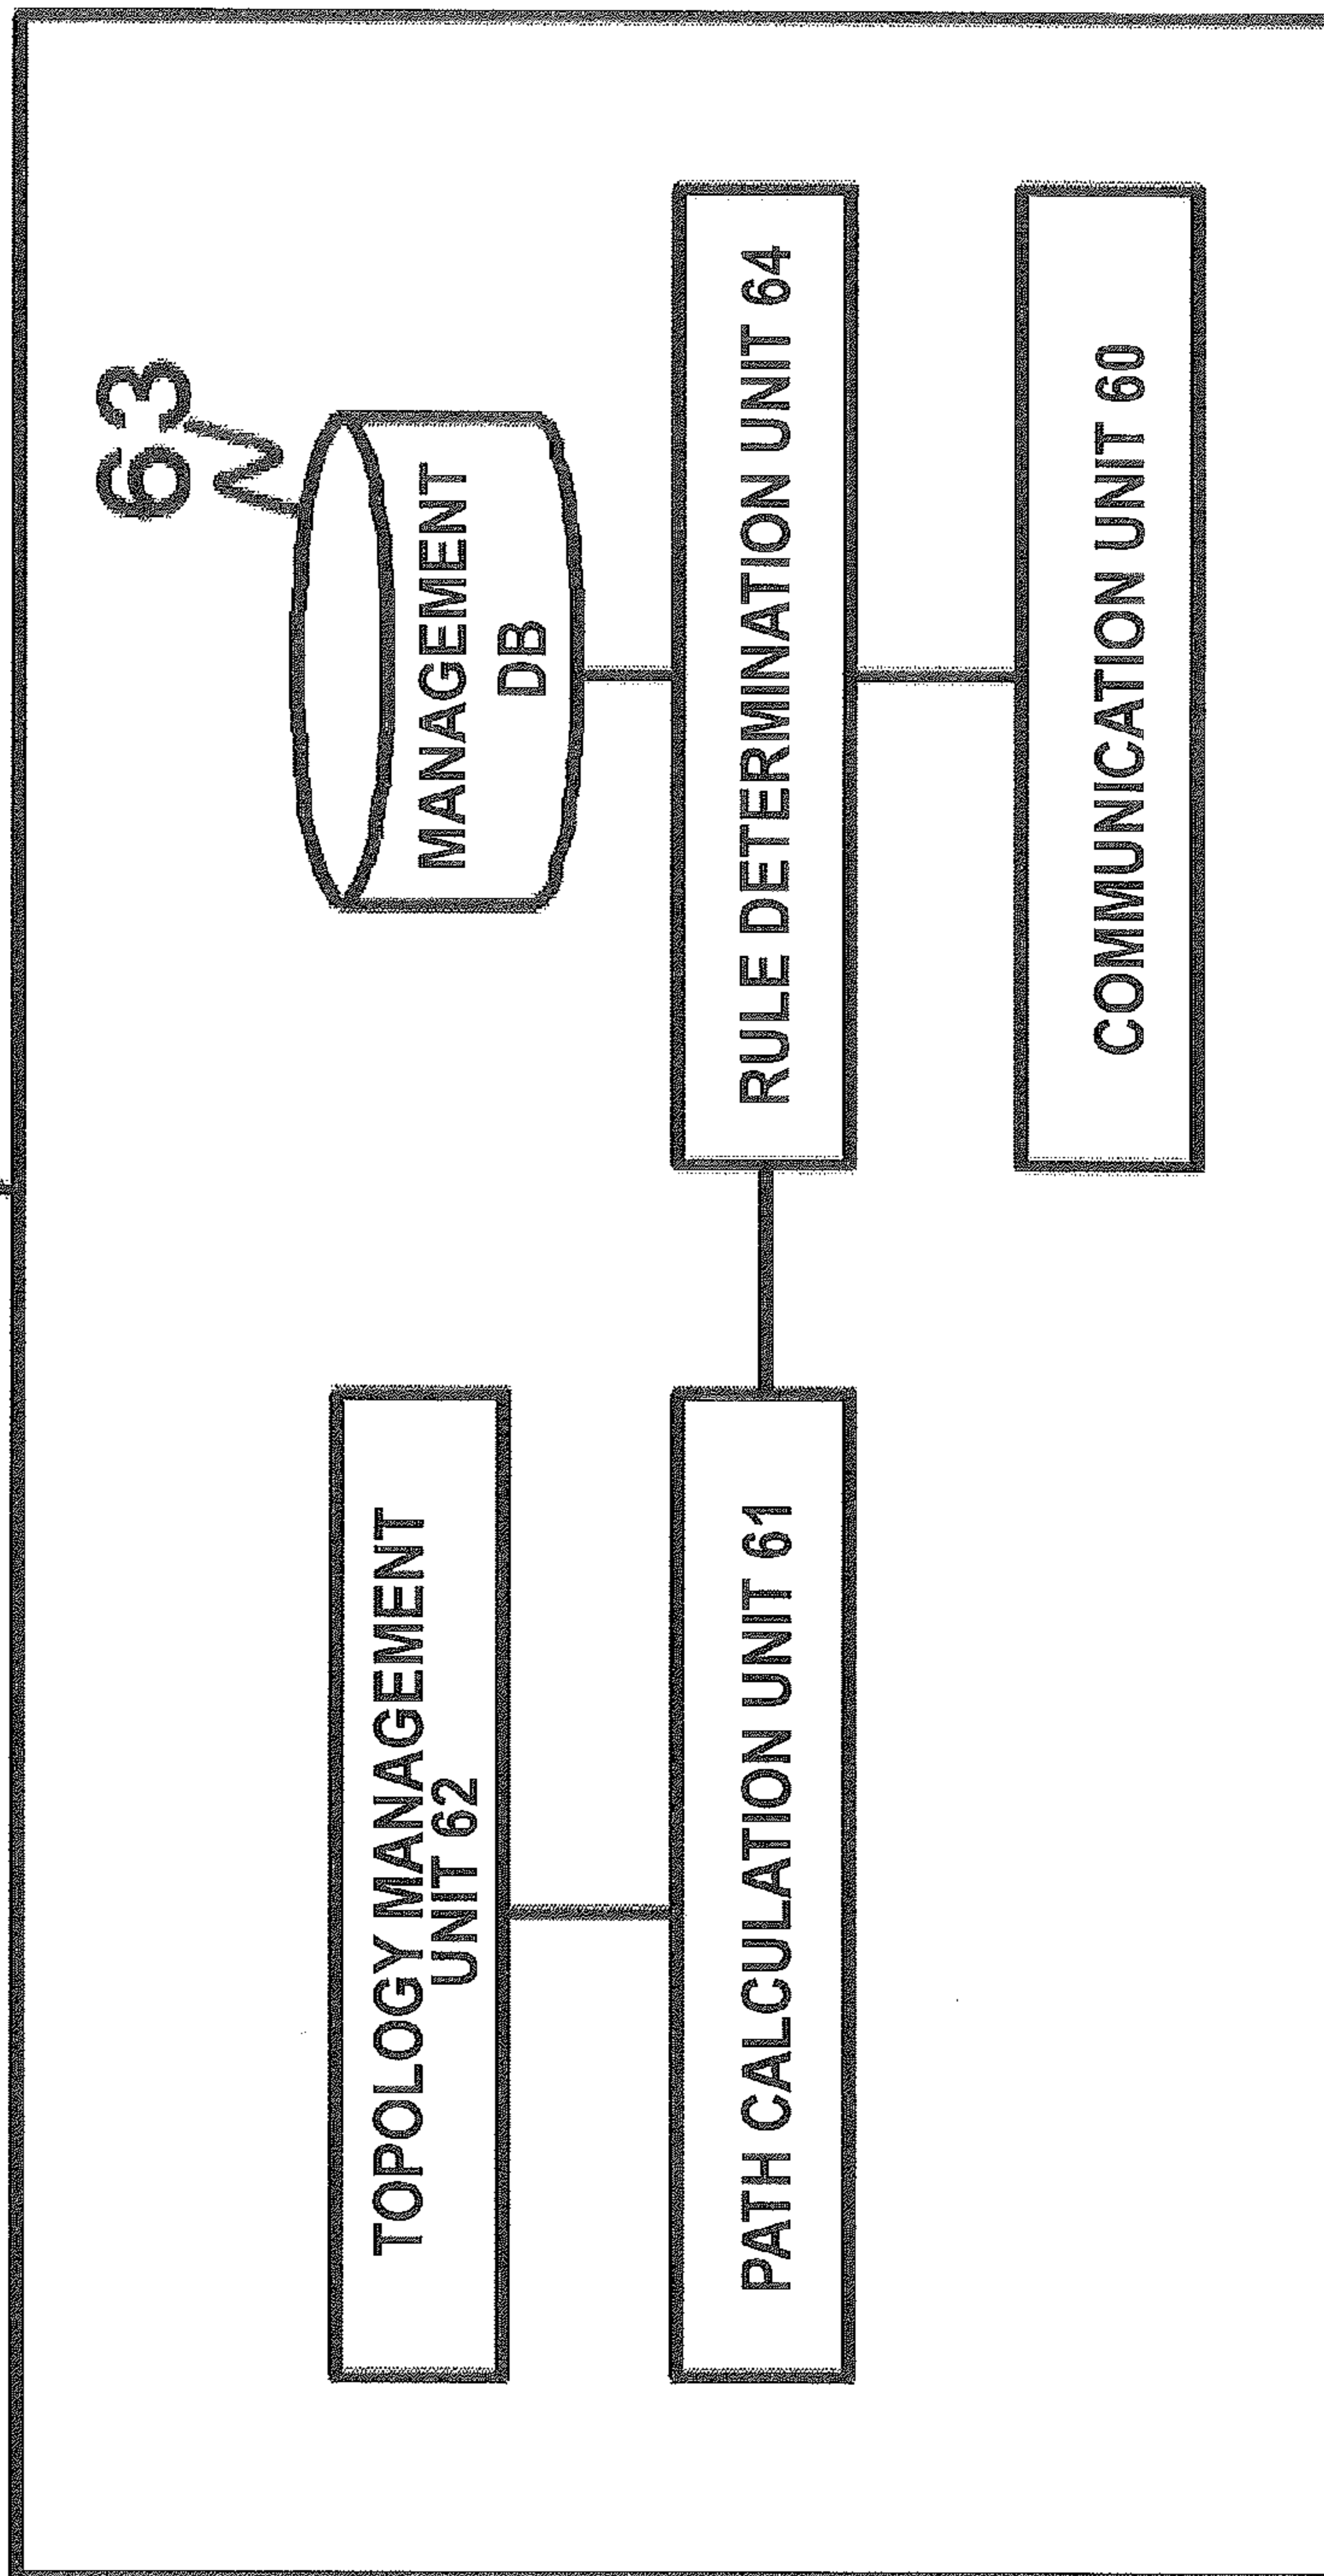 63
MANAGEMENT
DB
TOPOLOGY MANAGEMENT
UNIT 62
RULE DETERMINATION UNIT 64
PATH CALCULATION UNIT 61
COMMUNICATION UNIT 60